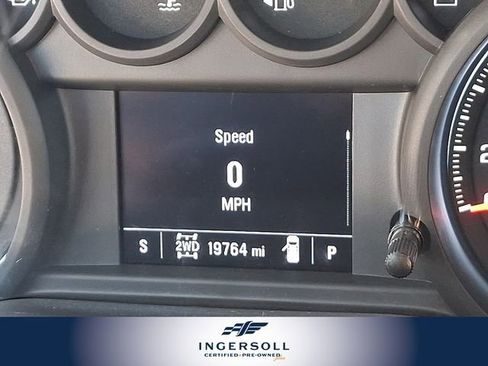 Speed
0
MPH
S 2WD 19764 mi P
INGERSOLL
CERTIFIED-PRE-OWNED